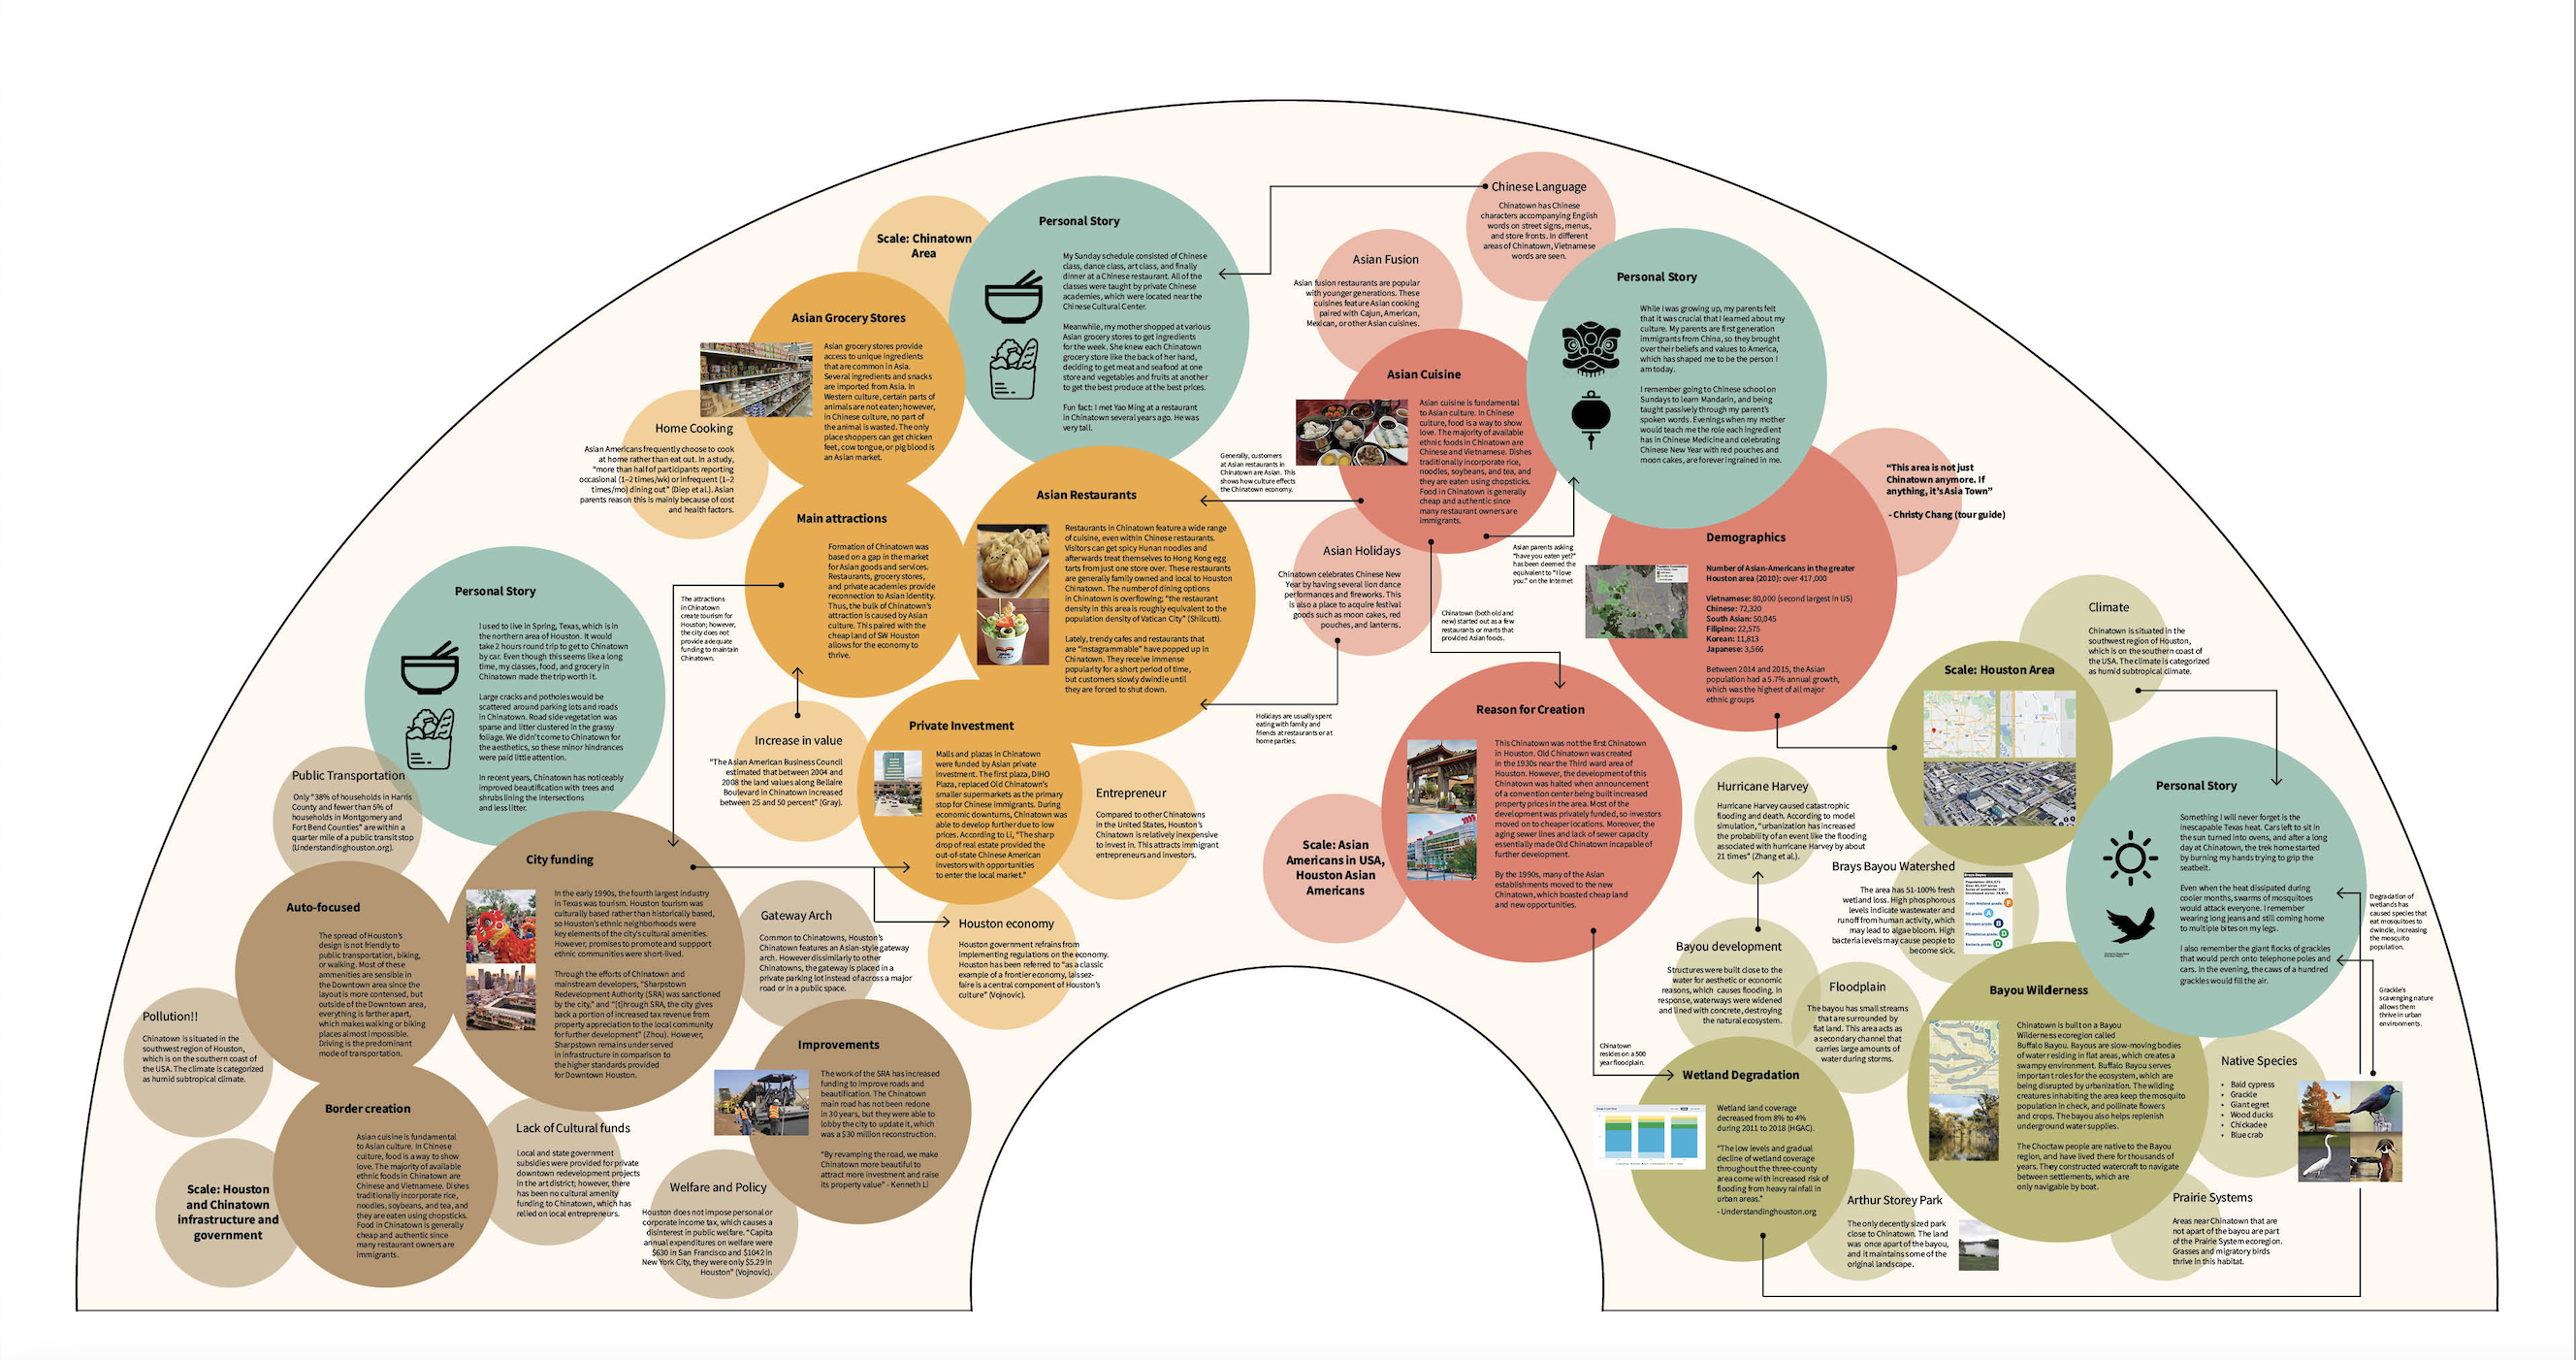 Scale: Chinatown
Area
Personal Story
My Sunday schedule consisted of Chinese
class, dance class, art class, and finally
dinner at a Chinese restaurant. All of the
classes were taught by private Chinese
academies, which were located near the
Chinese Cultural Center.
Meanwhile, my mother shopped at various
Asian grocery stores to get ingredients
for the week. She knew each Chinatown
grocery store like the back of her hand,
deciding to get meat and seafood at one
store and vegetables and fruits at another
to get the best produce at the best prices.
Fun fact: I met Yao Ming at a restaurant
in Chinatown several years ago. He was
very tall.
Asian Grocery Stores
Asian grocery stores provide
access to unique ingredients
that are common in Asia.
Several ingredients and snacks
are imported from Asia. In
Western culture, certain parts of
animals are not eaten; however,
in Chinese culture, no part of
the animal is wasted. The only
place shoppers can get chicken
feet, cow tongue, or pig blood is
an Asian market.
Home Cooking
Asian Americans frequently choose to cook
at home rather than eat out. In a study,
"more than half of participants reporting
occasional (1–2 times/wk) or infrequent (1–2
times/mo) dining out" (Diep et al.). Asian
parents reason this is mainly because of cost
and health factors.
Main attractions
Formation of Chinatown was
based on a gap in the market
for Asian goods and services.
Restaurants, grocery stores,
and private academies provide
reconnection to Asian identity.
Thus, the bulk of Chinatown's
attraction is caused by Asian
culture. This paired with the
cheap land of SW Houston
allows for the economy to
thrive.
Asian Restaurants
Restaurants in Chinatown feature a wide range
of cuisine, even within Chinese restaurants.
Visitors can get spicy Hunan noodles and
afterwards treat themselves to Hong Kong egg
tarts from just one store over. These restaurants
are generally family owned and local to Houston
Chinatown. The number of dining options
in Chinatown is overflowing; "the restaurant
density in this area is roughly equivalent to the
population density of Vatican City" (Shilcutt).
Lately, trendy cafes and restaurants that
are "instagrammable" have popped up in
Chinatown. They receive immense
popularity for a short period of time,
but customers slowly dwindle until
they are forced to shut down.
Generally, customers
at Asian restaurants in
Chinatown are Asian. This
shows how culture effects
the Chinatown economy.
Chinese Language
Chinatown has Chinese
characters accompanying English
words on street signs, menus,
and store fronts. In different
areas of Chinatown, Vietnamese
words are seen.
Asian Fusion
Asian fusion restaurants are popular
with younger generations. These
cuisines feature Asian cooking
paired with Cajun, American,
Mexican, or other Asian cuisines.
Asian Cuisine
Asian cuisine is fundamental
to Asian culture. In Chinese
culture, food is a way to show
love. The majority of available
ethnic foods in Chinatown are
Chinese and Vietnamese. Dishes
traditionally incorporate rice,
noodles, soybeans, and tea, and
they are eaten using chopsticks.
Food in Chinatown is generally
cheap and authentic since
many restaurant owners are
immigrants.
Personal Story
While I was growing up, my parents felt
that it was crucial that I learned about my
culture. My parents are first generation
immigrants from China, so they brought
over their beliefs and values to America,
which has shaped me to be the person I
am today.
I remember going to Chinese school on
Sundays to learn Mandarin, and being
taught passively through my parent's
spoken words. Evenings when my mother
would teach me the role each ingredient
has in Chinese Medicine and celebrating
Chinese New Year with red pouches and
moon cakes, are forever ingrained in me.
"This area is not just
Chinatown anymore. If
anything, it's Asia Town"
- Christy Chang (tour guide)
Asian Holidays
Chinatown celebrates Chinese New
Year by having several lion dance
performances and fireworks. This
is also a place to acquire festival
goods such as moon cakes, red
pouches, and lanterns.
Asian parents asking
"have you eaten yet?"
has been deemed the
equivalent to "I love
you." on the Internet
Chinatown (both old and
new) started out as a few
restaurants or marts that
provided Asian foods.
Holidays are usually spent
eating with family and
friends at restaurants or at
home parties.
Demographics
Number of Asian-Americans in the greater
Houston area (2010): over 417,000
Vietnamese: 80,000 (second largest in US)
Chinese: 72,320
South Asian: 50,045
Filipino: 22,575
Korean: 11,813
Japanese: 3,566
Between 2014 and 2015, the Asian
population had a 5.7% annual growth,
which was the highest of all major
ethnic groups
Reason for Creation
This Chinatown was not the first Chinatown
in Houston. Old Chinatown was created
in the 1930s near the Third ward area of
Houston. However, the development of this
Chinatown was halted when announcement
of a convention center being built increased
property prices in the area. Most of the
development was privately funded, so investors
moved on to cheaper locations. Moreover, the
aging sewer lines and lack of sewer capacity
essentially made Old Chinatown incapable of
further development.
By the 1990s, many of the Asian
establishments moved to the new
Chinatown, which boasted cheap land
and new opportunities.
Scale: Asian
Americans in USA,
Houston Asian
Americans
Personal Story
I used to live in Spring, Texas, which is in
the northern area of Houston. It would
take 2 hours round trip to get to Chinatown
by car. Even though this seems like a long
time, my classes, food, and grocery in
Chinatown made the trip worth it.
Large cracks and potholes would be
scattered around parking lots and roads
in Chinatown. Road side vegetation was
sparse and litter clustered in the grassy
foliage. We didn't come to Chinatown for
the aesthetics, so these minor hindrances
were paid little attention.
In recent years, Chinatown has noticeably
improved beautification with trees and
shrubs lining the intersections
and less litter.
The attractions
in Chinatown
create tourism for
Houston; however,
the city does not
provide adequate
funding to maintain
Chinatown.
Increase in value
"The Asian American Business Council
estimated that between 2004 and
2008 the land values along Bellaire
Boulevard in Chinatown increased
between 25 and 50 percent" (Gray).
Private Investment
Malls and plazas in Chinatown
were funded by Asian private
investment. The first plaza, DIHO
Plaza, replaced Old Chinatown's
smaller supermarkets as the primary
stop for Chinese immigrants. During
economic downturns, Chinatown was
able to develop further due to low
prices. According to Li, "The sharp
drop of real estate provided the
out-of-state Chinese American
investors with opportunities
to enter the local market."
Entrepreneur
Compared to other Chinatowns
in the United States, Houston's
Chinatown is relatively inexpensive
to invest in. This attracts immigrant
entrepreneurs and investors.
Houston economy
Houston government refrains from
implementing regulations on the economy.
Houston has been referred to "as a classic
example of a frontier economy, laissez-
faire is a central component of Houston's
culture" (Vojnovic).
Public Transportation
Only "38% of households in Harris
County and fewer than 5% of
households in Montgomery and
Fort Bend Counties" are within a
quarter mile of a public transit stop
(Understandinghouston.org).
Auto-focused
The spread of Houston's
design is not friendly to
public transportation, biking,
or walking. Most of these
ammenities are sensible in
the Downtown area since the
layout is more contensed, but
outside of the Downtown area,
everything is farther apart,
which makes walking or biking
places almost impossible.
Driving is the predominant
mode of transportation.
City funding
In the early 1990s, the fourth largest industry
in Texas was tourism. Houston tourism was
culturally based rather than historically based,
so Houston's ethnic neighborhoods were
key elements of the city's cultural amenities.
However, promises to promote and suppport
ethnic communities were short-lived.
Through the efforts of Chinatown and
mainstream developers, "Sharpstown
Redevelopment Authority (SRA) was sanctioned
by the city," and "[t]hrough SRA, the city gives
back a portion of increased tax revenue from
property appreciation to the local community
for further development" (Zhou). However,
Sharpstown remains under served
in infrastructure in comparison to
the higher standards provided
for Downtown Houston.
Gateway Arch
Common to Chinatowns, Houston's
Chinatown features an Asian-style gateway
arch. However dissimilarly to other
Chinatowns, the gateway is placed in a
private parking lot instead of across a major
road or in a public space.
Pollution!!
Chinatown is situated in the
southwest region of Houston,
which is on the southern coast of
the USA. The climate is categorized
as humid subtropical climate.
Border creation
Asian cuisine is fundamental
to Asian culture. In Chinese
culture, food is a way to show
love. The majority of available
ethnic foods in Chinatown are
Chinese and Vietnamese. Dishes
traditionally incorporate rice,
noodles, soybeans, and tea, and
they are eaten using chopsticks.
Food in Chinatown is generally
cheap and authentic since
many restaurant owners are
immigrants.
Scale: Houston
and Chinatown
infrastructure and
government
Lack of Cultural funds
Local and state government
subsidies were provided for private
downtown redevelopment projects
in the art district; however, there
has been no cultural amenity
funding to Chinatown, which has
relied on local entrepreneurs.
Improvements
The work of the SRA has increased
funding to improve roads and
beautification. The Chinatown
main road has not been redone
in 30 years, but they were able to
lobby the city to update it, which
was a $30 million reconstruction.
"By revamping the road, we make
Chinatown more beautiful to
attract more investment and raise
its property value" - Kenneth Li
Welfare and Policy
Houston does not impose personal or
corporate income tax, which causes a
disinterest in public welfare. "Capita
annual expenditures on welfare were
$630 in San Francisco and $1042 in
New York City, they were only $5.29 in
Houston" (Vojnovic).
Climate
Chinatown is situated in the
southwest region of Houston,
which is on the southern coast of
the USA. The climate is categorized
as humid subtropical climate.
Scale: Houston Area
Hurricane Harvey
Hurricane Harvey caused catastrophic
flooding and death. According to model
simulation, "urbanization has increased
the probability of an event like the flooding
associated with hurricane Harvey by about
21 times" (Zhang et al.).
Brays Bayou Watershed
The area has 51-100% fresh
wetland loss. High phosphorous
levels indicate wastewater and
runoff from human activity, which
may lead to algae bloom. High
bacteria levels may cause people to
become sick.
Personal Story
Something I will never forget is the
inescapable Texas heat. Cars left to sit in
the sun turned into ovens, and after a long
day at Chinatown, the trek home started
by burning my hands trying to grip the
seatbelt.
Even when the heat dissipated during
cooler months, swarms of mosquitoes
would attack everyone. I remember
wearing long jeans and still coming home
to multiple bites on my legs.
I also remember the giant flocks of grackles
that would perch onto telephone poles and
cars. In the evening, the caws of a hundred
grackles would fill the air.
Degradation of
wetlands has
caused species that
eat mosquitoes to
dwindle, increasing
the mosquito
population.
Grackle's
scavenging nature
allows them
thrive in urban
environments.
Bayou development
Structures were built close to the
water for aesthetic or economic
reasons, which causes flooding. In
response, waterways were widened
and lined with concrete, destroying
the natural ecosystem.
Floodplain
The bayou has small streams
that are surrounded by
flat land. This area acts as
a secondary channel that
carries large amounts of
water during storms.
Chinatown
resides on a 500
year floodplain.
Wetland Degradation
Wetland land coverage
decreased from 8% to 4%
during 2011 to 2018 (HGAC).
"The low levels and gradual
decline of wetland coverage
throughout the three-county
area come with increased risk of
flooding from heavy rainfall in
urban areas."
- Understandinghouston.org
Bayou Wilderness
Chinatown is built on a Bayou
Wilderness ecoregion called
Buffalo Bayou. Bayous are slow-moving bodies
of water residing in flat areas, which creates a
swampy environment. Buffalo Bayou serves
important roles for the ecosystem, which are
being disrupted by urbanization. The wilding
creatures inhabiting the area keep the mosquito
population in check, and pollinate flowers
and crops. The bayou also helps replenish
underground water supplies.
The Choctaw people are native to the Bayou
region, and have lived there for thousands of
years. They constructed watercraft to navigate
between settlements, which are
only navigable by boat.
Native Species
• Bald cypress
• Grackle
• Giant egret
• Wood ducks
• Chickadee
• Blue crab
Arthur Storey Park
The only decently sized park
close to Chinatown. The land
was once apart of the bayou,
and it maintains some of the
original landscape.
Prairie Systems
Areas near Chinatown that are
not apart of the bayou are part
of the Prairie System ecoregion.
Grasses and migratory birds
thrive in this habitat.